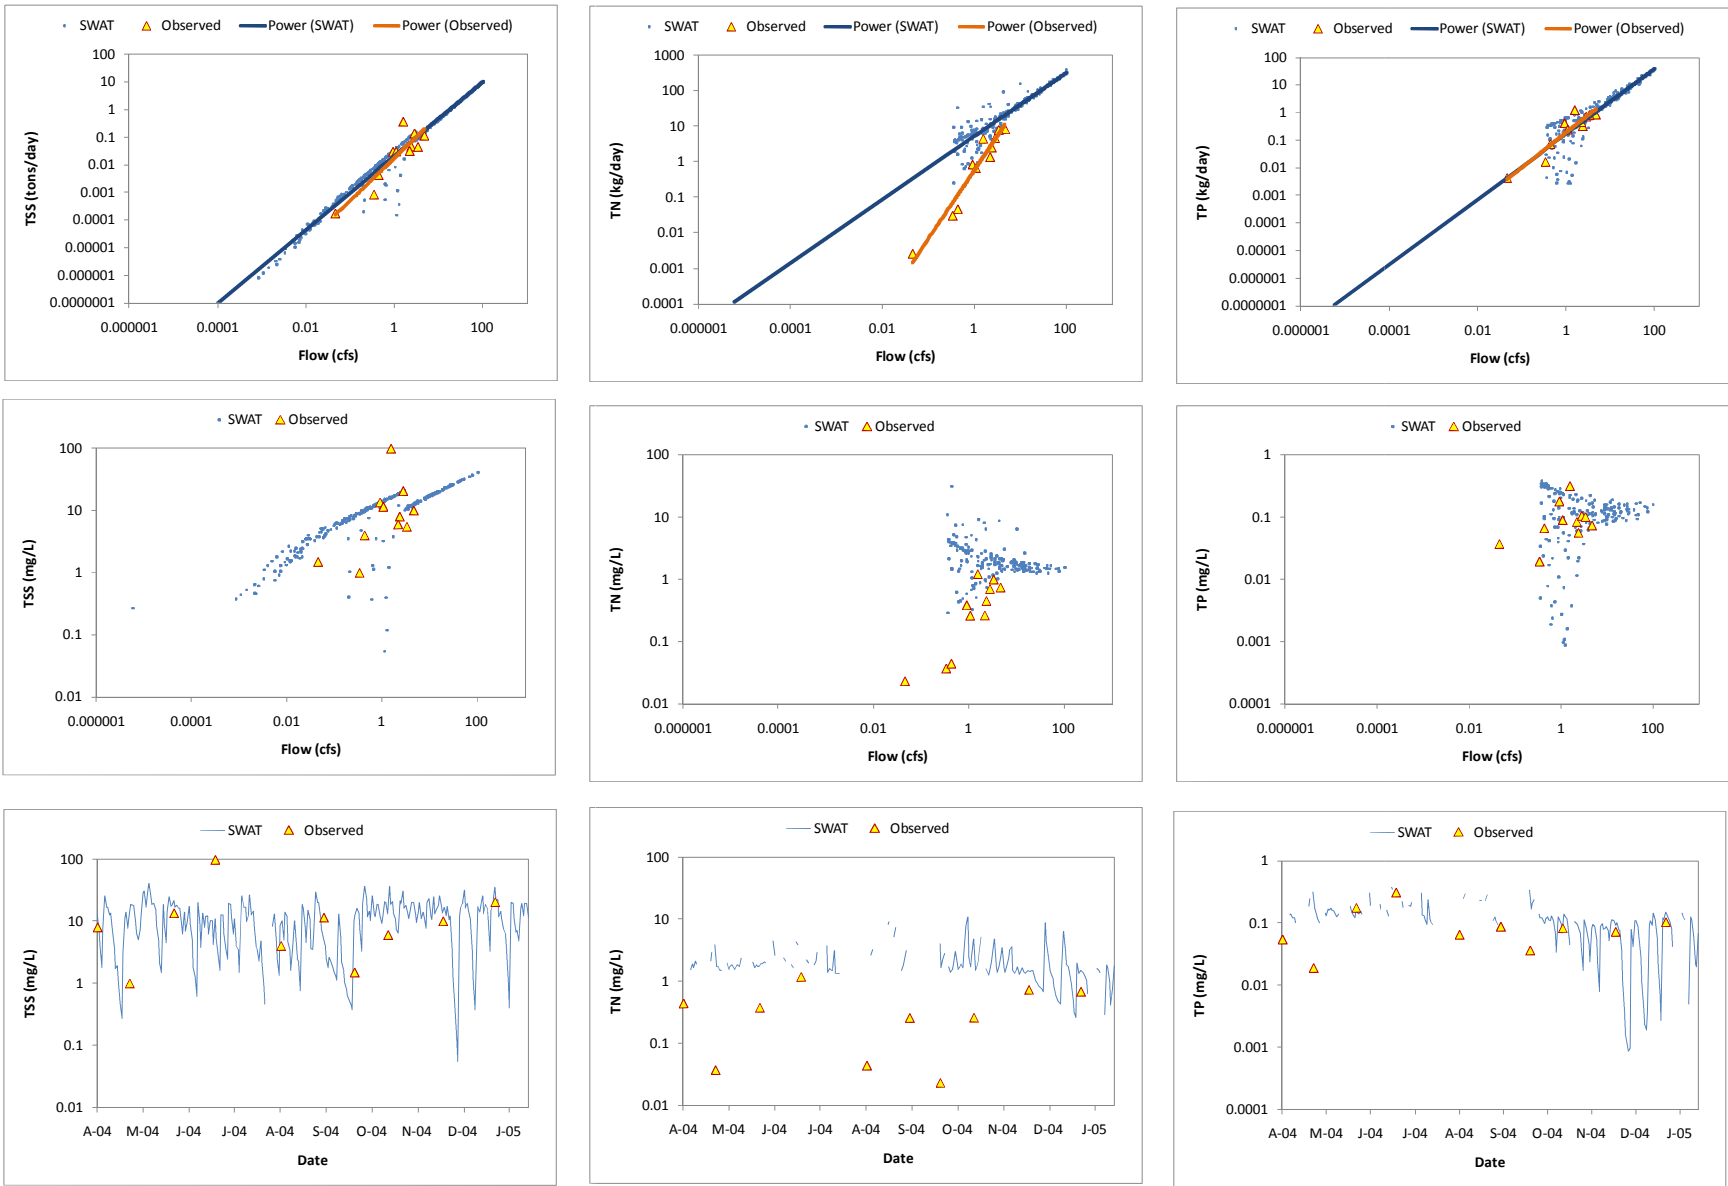 SWAT Observed Power (SWAT) Power (Observed)
100
10
1
0.1
0.01
0.001
0.0001
0.00001
0.000001
0.0000001
TSS (tons/day)
0.000001 0.0001 0.01 1 100
Flow (cfs)
SWAT Observed Power (SWAT) Power (Observed)
1000
100
10
1
0.1
0.01
0.001
0.0001
TN (kg/day)
0.000001 0.0001 0.01 1 100
Flow (cfs)
SWAT Observed Power (SWAT) Power (Observed)
100
10
1
0.1
0.01
0.001
0.0001
0.00001
0.000001
0.0000001
TP (kg/day)
0.000001 0.0001 0.01 1 100
Flow (cfs)
SWAT Observed
100
10
1
0.1
0.01
TSS (mg/L)
0.000001 0.0001 0.01 1 100
Flow (cfs)
SWAT Observed
100
10
1
0.1
0.01
TN (mg/L)
0.000001 0.0001 0.01 1 100
Flow (cfs)
SWAT Observed
1
0.1
0.01
0.001
0.0001
TP (mg/L)
0.000001 0.0001 0.01 1 100
Flow (cfs)
SWAT Observed
100
10
1
0.1
0.01
TSS (mg/L)
A-04 M-04 J-04 J-04 A-04 S-04 O-04 N-04 D-04 J-05
Date
SWAT Observed
100
10
1
0.1
0.01
TN (mg/L)
A-04 M-04 J-04 J-04 A-04 S-04 O-04 N-04 D-04 J-05
Date
SWAT Observed
1
0.1
0.01
0.001
0.0001
TP (mg/L)
A-04 M-04 J-04 J-04 A-04 S-04 O-04 N-04 D-04 J-05
Date